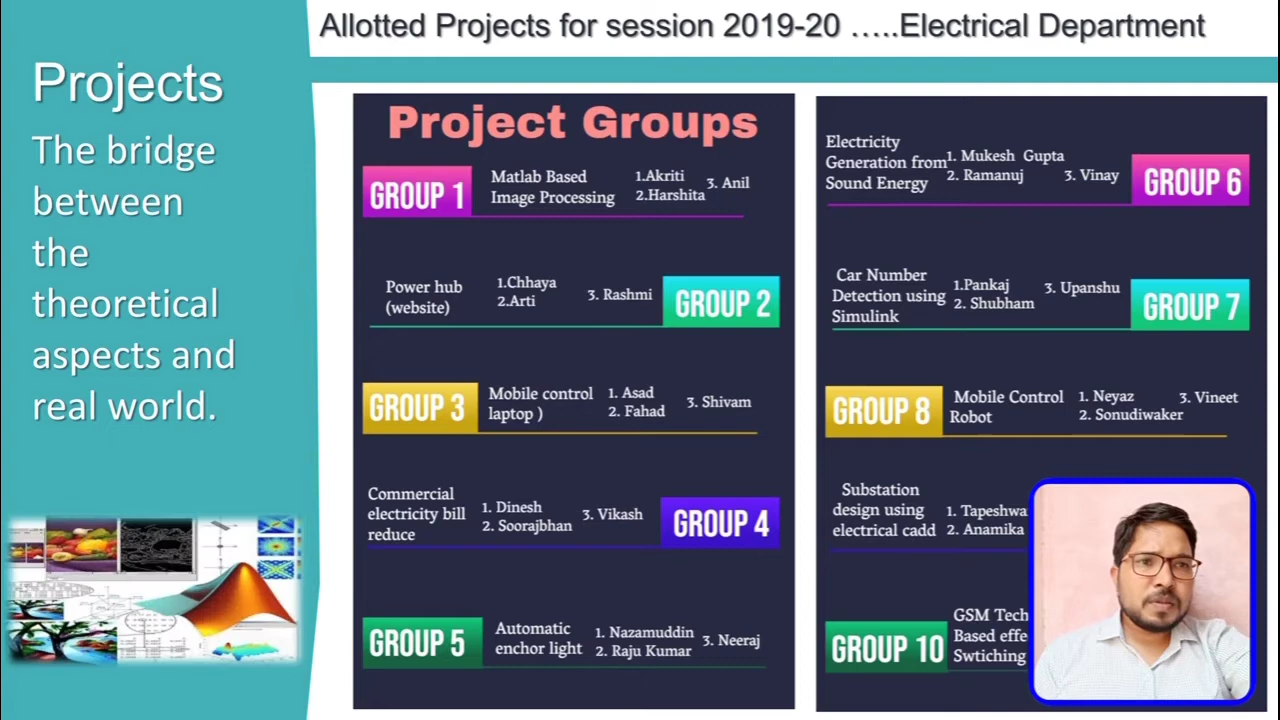 Allotted Projects for session 2019-20 …..Electrical Department
Projects
The bridge
between
the
theoretical
aspects and
real world.
Project Groups
GROUP 1
Matlab Based
Image Processing
1.Akriti
2.Harshita
3. Anil
Power hub
(website)
1.Chhaya
2.Arti
3. Rashmi
GROUP 2
GROUP 3
Mobile control
laptop )
1. Asad
2. Fahad
3. Shivam
Commercial
electricity bill
reduce
1. Dinesh
2. Soorajbhan
3. Vikash
GROUP 4
GROUP 5
Automatic
enchor light
1. Nazamuddin
2. Raju Kumar
3. Neeraj
Electricity
Generation from
Sound Energy
1. Mukesh Gupta
2. Ramanuj
3. Vinay
GROUP 6
Car Number
Detection using
Simulink
1.Pankaj
2. Shubham
3. Upanshu
GROUP 7
GROUP 8
Mobile Control
Robot
1. Neyaz
2. Sonudiwaker
3. Vineet
Substation
design using
electrical cadd
1. Tapeshwa
2. Anamika
GROUP 10
GSM Tech
Based effe
Swtiching